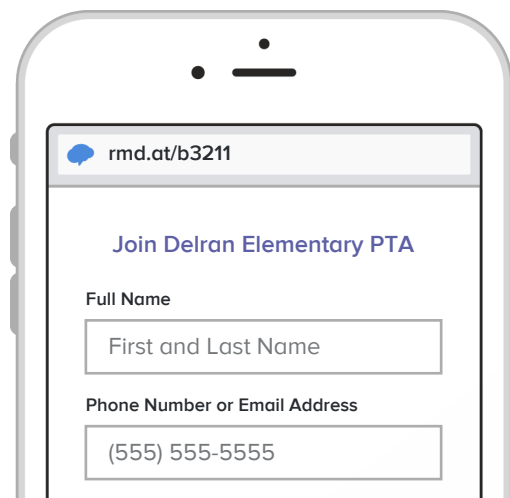 rmd.at/b3211
Join Delran Elementary PTA
Full Name
First and Last Name
Phone Number or Email Address
(555) 555-5555